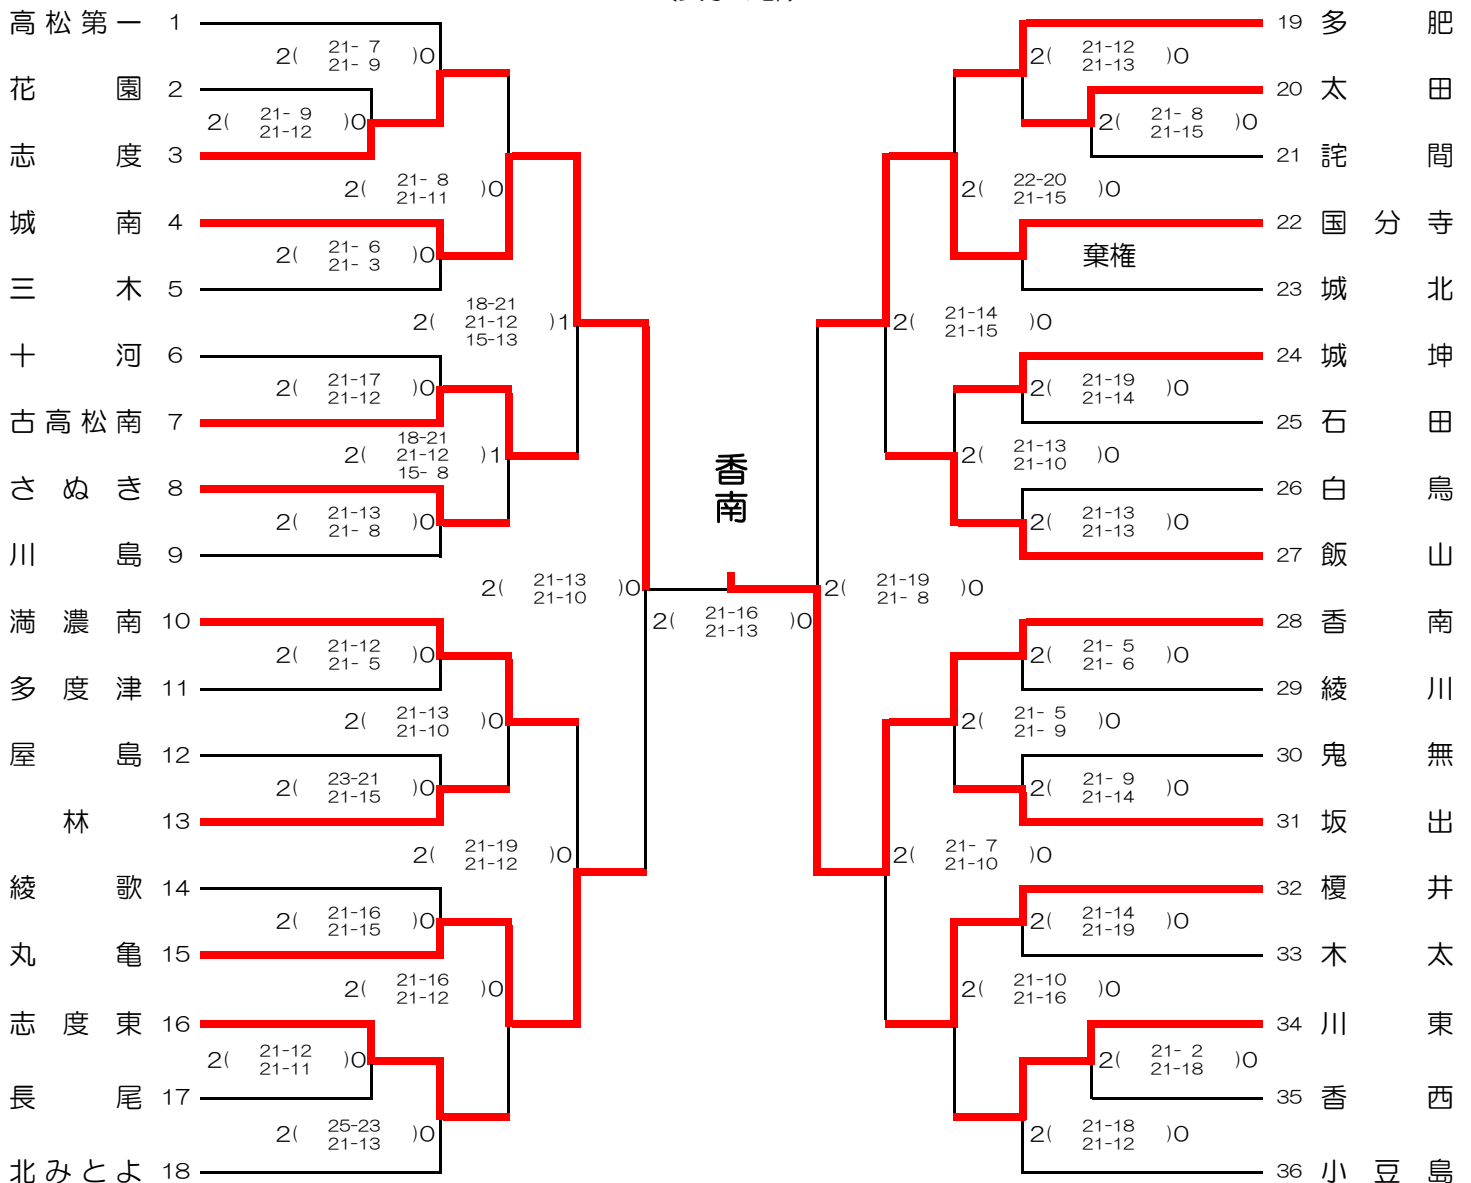 高松第一 1
2( 21- 7 )0
21- 9
花園 2
2( 21- 9 )0
21-12
志度 3
2( 21- 8 )0
21-11
城南 4
2( 21- 6 )0
21- 3
三木 5
18-21
2( 21-12 )1
15-13
十河 6
2( 21-17 )0
21-12
古高松南 7
18-21
2( 21-12 )1
15- 8
さぬき 8
2( 21-13 )0
21- 8
川島 9
2( 21-13 )0
21-10
満濃南 10
2( 21-12 )0
21- 5
多度津 11
2( 21-13 )0
21-10
屋島 12
2( 23-21 )0
21-15
林 13
2( 21-19 )0
21-12
綾歌 14
2( 21-16 )0
21-15
丸亀 15
2( 21-16 )0
21-12
志度東 16
2( 21-12 )0
21-11
長尾 17
2( 25-23 )0
21-13
北みとよ 18
香南
2( 21-16 )0
21-13
19 多肥
2( 21-12 )0
21-13
20 太田
2( 21- 8 )0
21-15
21 詫間
2( 22-20 )0
21-15
22 国分寺
棄権
23 城北
2( 21-14 )0
21-15
24 城坤
2( 21-19 )0
21-14
25 石田
2( 21-13 )0
21-10
26 白鳥
2( 21-13 )0
21-13
27 飯山
2( 21-19 )0
21- 8
28 香南
2( 21- 5 )0
21- 6
29 綾川
2( 21- 5 )0
21- 9
30 鬼無
2( 21- 9 )0
21-14
31 坂出
2( 21- 7 )0
21-10
32 榎井
2( 21-14 )0
21-19
33 木太
2( 21-10 )0
21-16
34 川東
2( 21- 2 )0
21-18
35 香西
2( 21-18 )0
21-12
36 小豆島